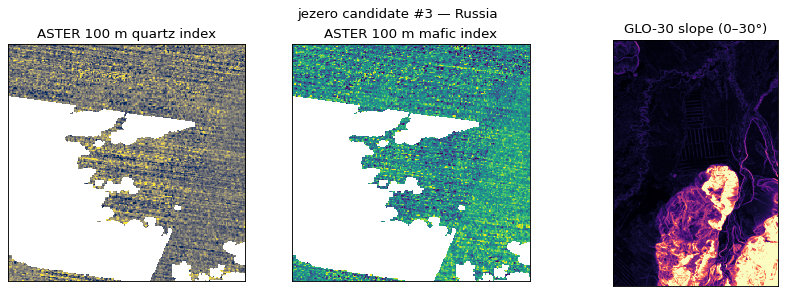 jezero candidate #3 — Russia
ASTER 100 m quartz index
ASTER 100 m mafic index
GLO-30 slope (0–30°)